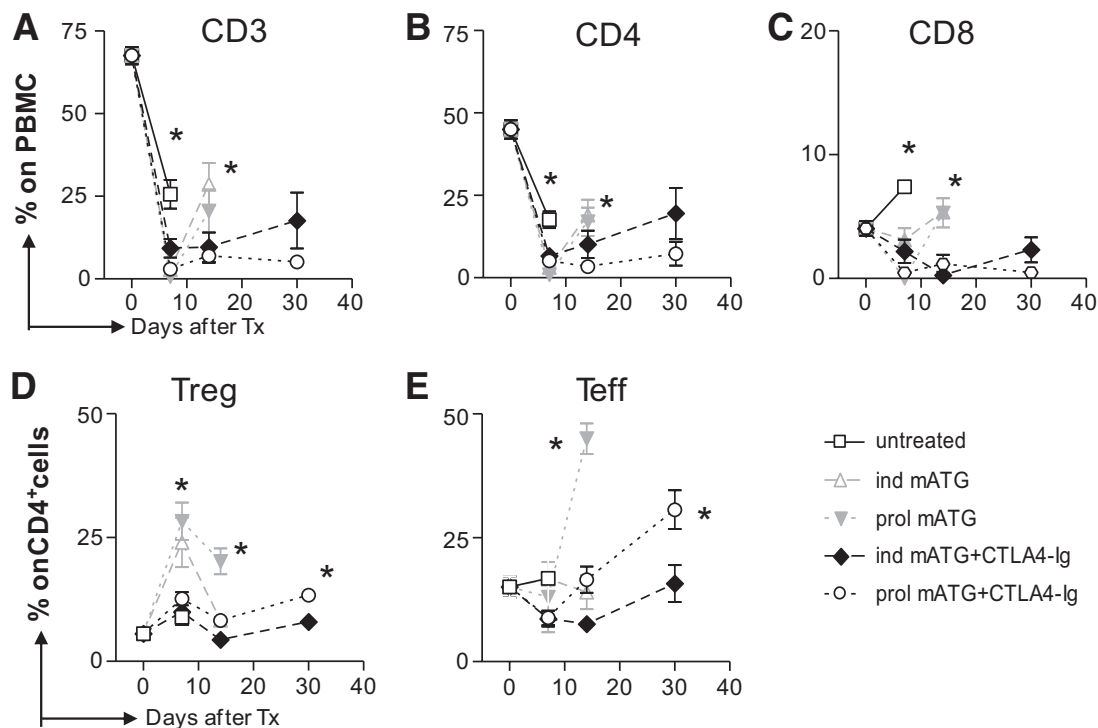 A
CD3
75
50
25
0
0 10 20 30 40
% on PBMC
Days after Tx
*
*
B
CD4
75
50
25
0
0 10 20 30 40
*
*
C
CD8
20
10
0
0 10 20 30 40
*
*
D
Treg
50
25
0
0 10 20 30 40
% onCD4+cells
Days after Tx
*
*
*
E
Teff
50
25
0
0 10 20 30 40
*
*
untreated
ind mATG
prol mATG
ind mATG+CTLA4-Ig
prol mATG+CTLA4-Ig